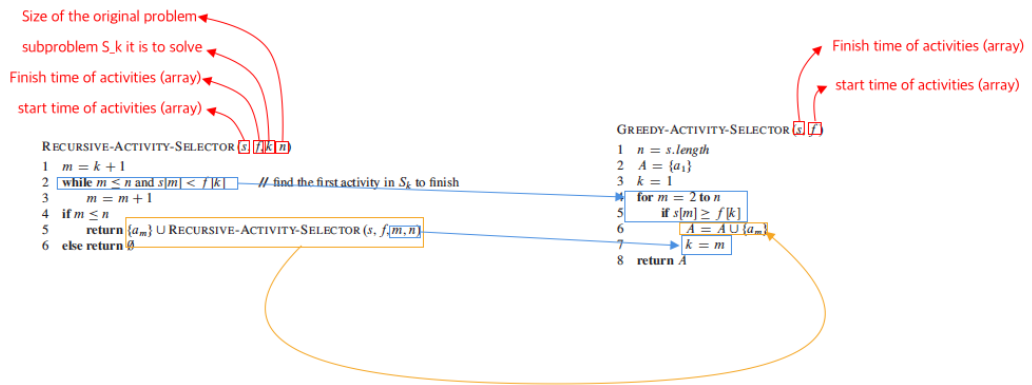 Size of the original problem
subproblem S_k it is to solve
Finish time of activities (array)
start time of activities (array)
RECURSIVE-ACTIVITY-SELECTOR(s, f, k, n)
1 m = k + 1
2 while m ≤ n and s[m] < f[k] // find the first activity in Sₖ to finish
3 m = m + 1
4 if m ≤ n
5 return {aₘ} ∪ RECURSIVE-ACTIVITY-SELECTOR(s, f, m, n)
6 else return ∅
Finish time of activities (array)
start time of activities (array)
GREEDY-ACTIVITY-SELECTOR(s, f)
1 n = s.length
2 A = {a₁}
3 k = 1
4 for m = 2 to n
5 if s[m] ≥ f[k]
6 A = A ∪ {aₘ}
7 k = m
8 return A